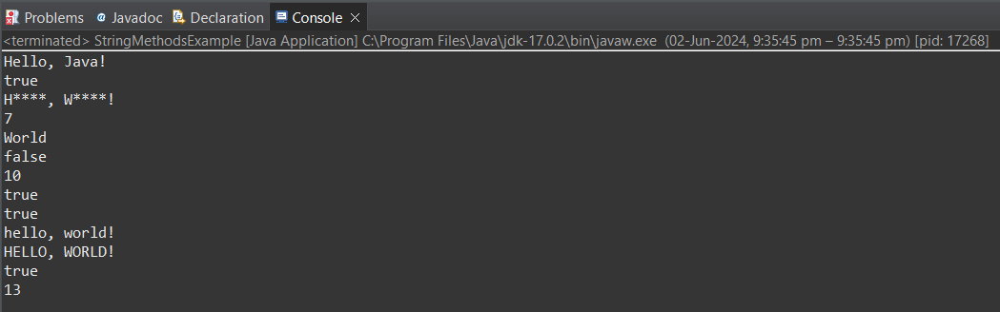 Problems Javadoc Declaration Console
<terminated> StringMethodsExample [Java Application] C:\Program Files\Java\jdk-17.0.2\bin\javaw.exe (02-Jun-2024, 9:35:45 pm – 9:35:45 pm) [pid: 17268]
Hello, Java!
true
H****, W****!
7
World
false
10
true
true
hello, world!
HELLO, WORLD!
true
13